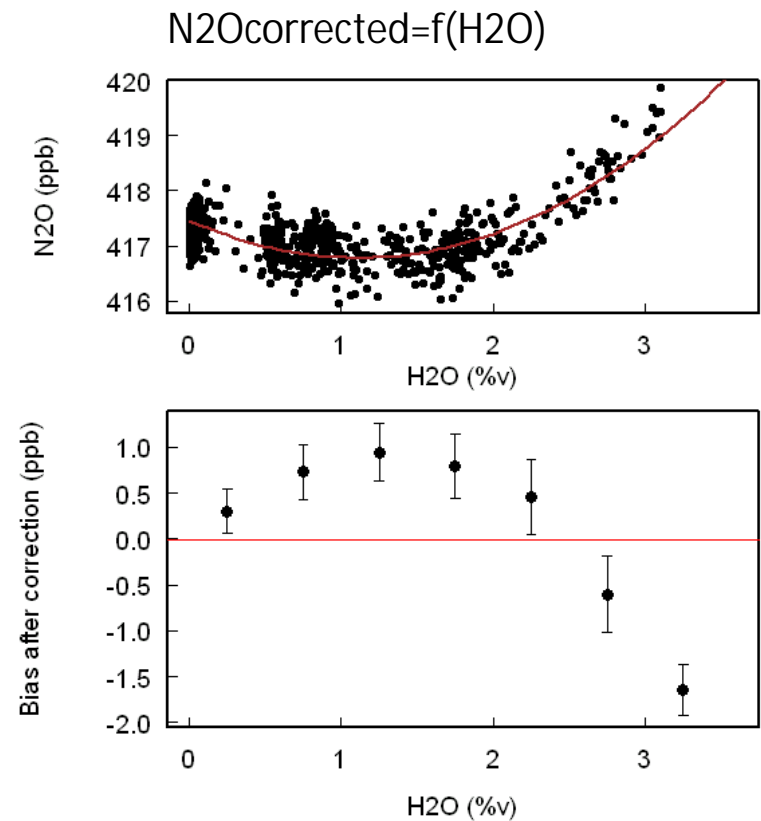 N2Ocorrected=f(H2O)
N2O (ppb)
420
419
418
417
416
0 1 2 3
H2O (%v)
Bias after correction (ppb)
1.0
0.5
0.0
-0.5
-1.0
-1.5
-2.0
0 1 2 3
H2O (%v)